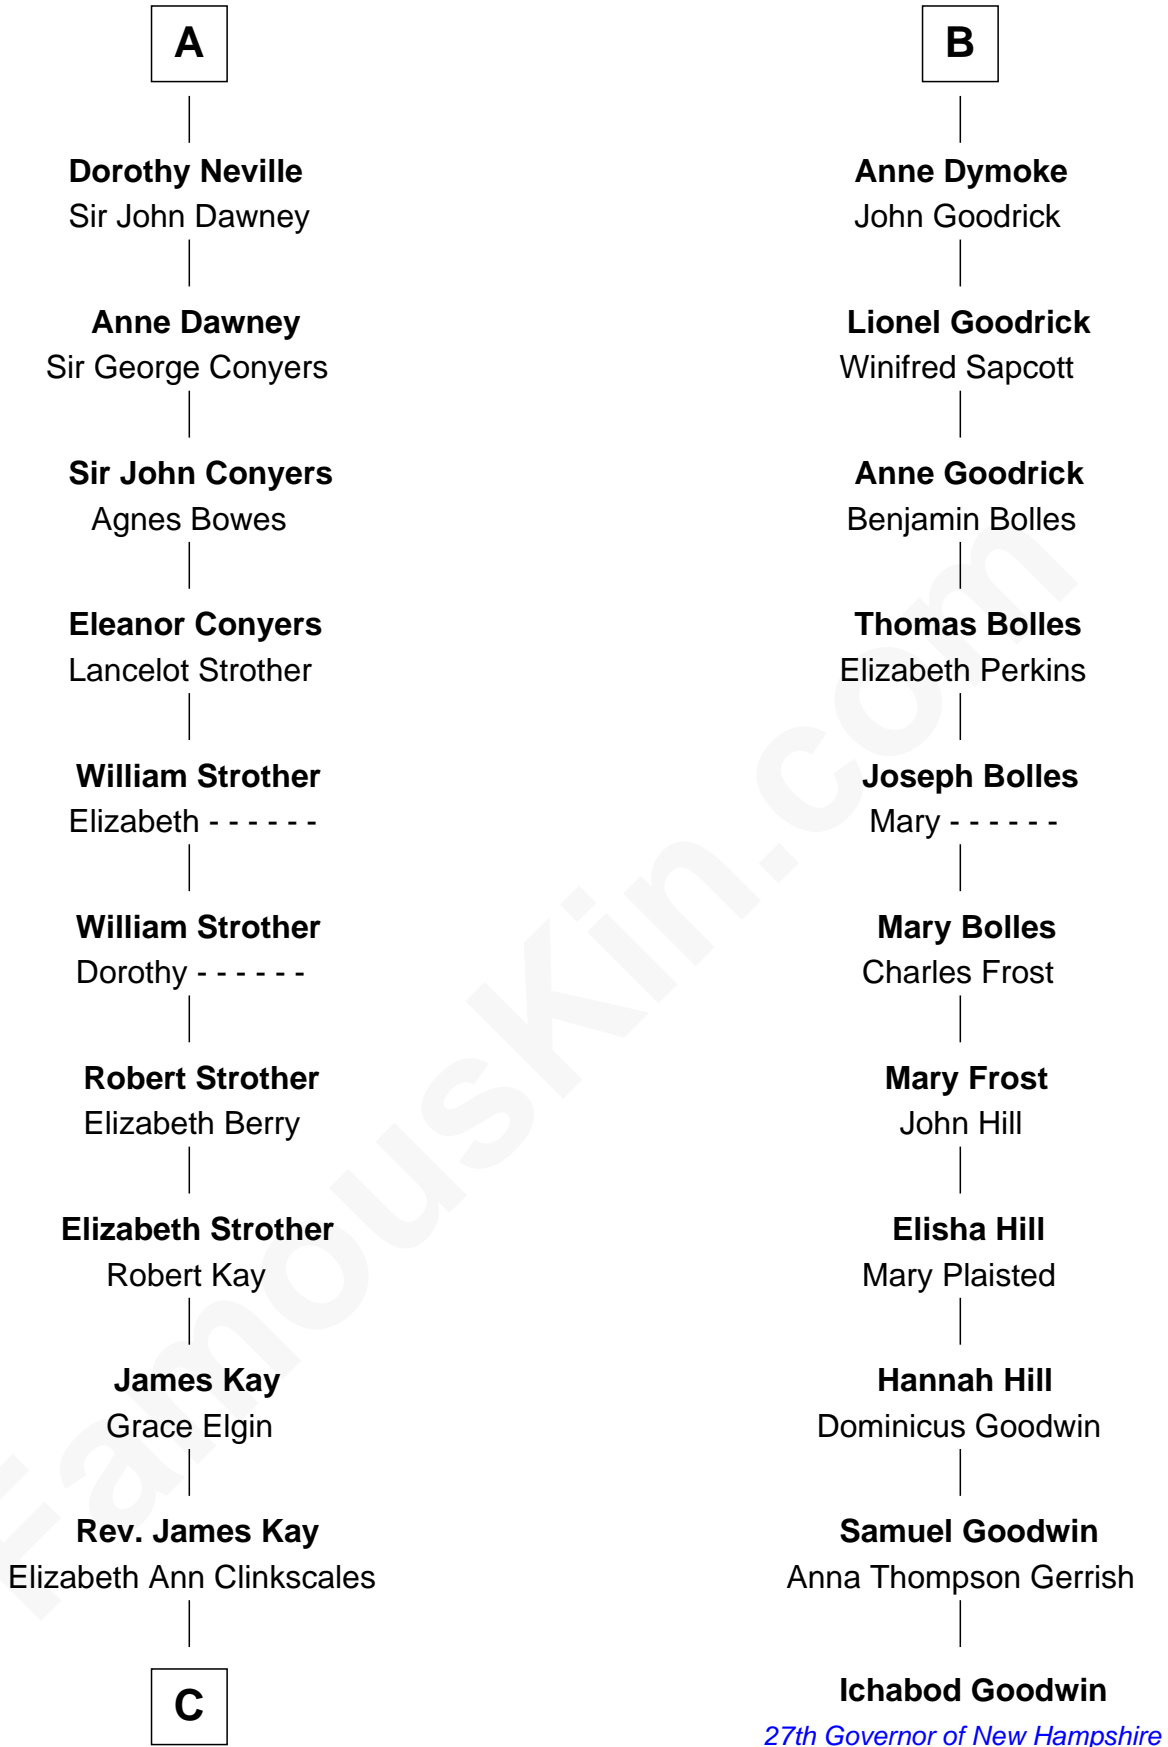 A
Dorothy Neville
Sir John Dawney
Anne Dawney
Sir George Conyers
Sir John Conyers
Agnes Bowes
Eleanor Conyers
Lancelot Strother
William Strother
Elizabeth - - - - - -
William Strother
Dorothy - - - - - -
Robert Strother
Elizabeth Berry
Elizabeth Strother
Robert Kay
James Kay
Grace Elgin
Rev. James Kay
Elizabeth Ann Clinkscales
C
B
Anne Dymoke
John Goodrick
Lionel Goodrick
Winifred Sapcott
Anne Goodrick
Benjamin Bolles
Thomas Bolles
Elizabeth Perkins
Joseph Bolles
Mary - - - - - -
Mary Bolles
Charles Frost
Mary Frost
John Hill
Elisha Hill
Mary Plaisted
Hannah Hill
Dominicus Goodwin
Samuel Goodwin
Anna Thompson Gerrish
Ichabod Goodwin
27th Governor of New Hampshire
FamousKin.com